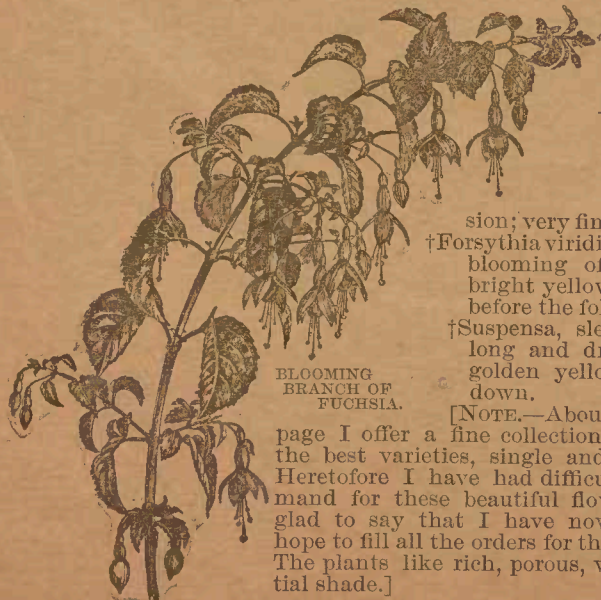 sion; very fin
†Forsythia viridi
blooming of
bright yellow
before the fol
†Suspensa, sle
long and dr
golden yello
down.
BLOOMING
BRANCH OF
FUCHSIA.
[NOTE.—Abou
page I offer a fine collection
the best varieties, single and
Heretofore I have had difficu
mand for these beautiful flo
glad to say that I have nov
hope to fill all the orders for th
The plants like rich, porous, v
tial shade.]